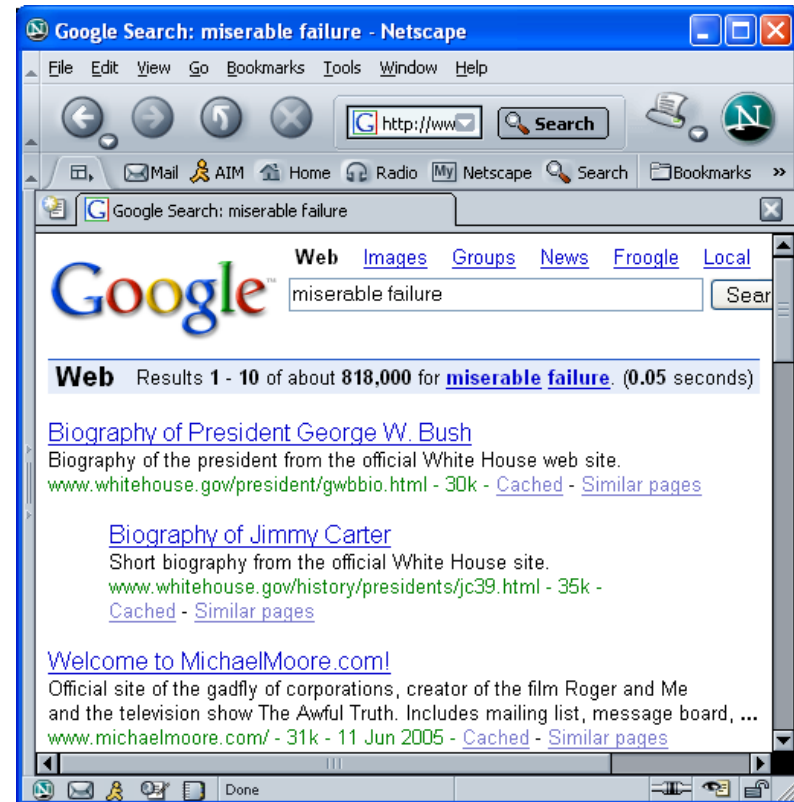 Google Search: miserable failure - Netscape
File Edit View Go Bookmarks Tools Window Help
http://ww Search
Mail AIM Home Radio My Netscape Search Bookmarks »
Google Search: miserable failure
Web Images Groups News Froogle Local
Google™
miserable failure Sear
Web Results 1 - 10 of about 818,000 for miserable failure. (0.05 seconds)
Biography of President George W. Bush
Biography of the president from the official White House web site.
www.whitehouse.gov/president/gwbbio.html - 30k - Cached - Similar pages
Biography of Jimmy Carter
Short biography from the official White House site.
www.whitehouse.gov/history/presidents/jc39.html - 35k -
Cached - Similar pages
Welcome to MichaelMoore.com!
Official site of the gadfly of corporations, creator of the film Roger and Me
and the television show The Awful Truth. Includes mailing list, message board, ...
www.michaelmoore.com/ - 31k - 11 Jun 2005 - Cached - Similar pages
Done